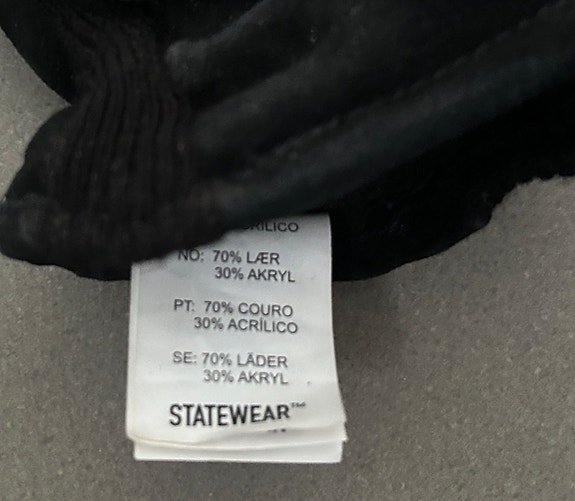 NO: 70% LÆR
30% AKRYL
PT: 70% COURO
30% ACRÍLICO
SE: 70% LÄDER
30% AKRYL
STATEWEAR™